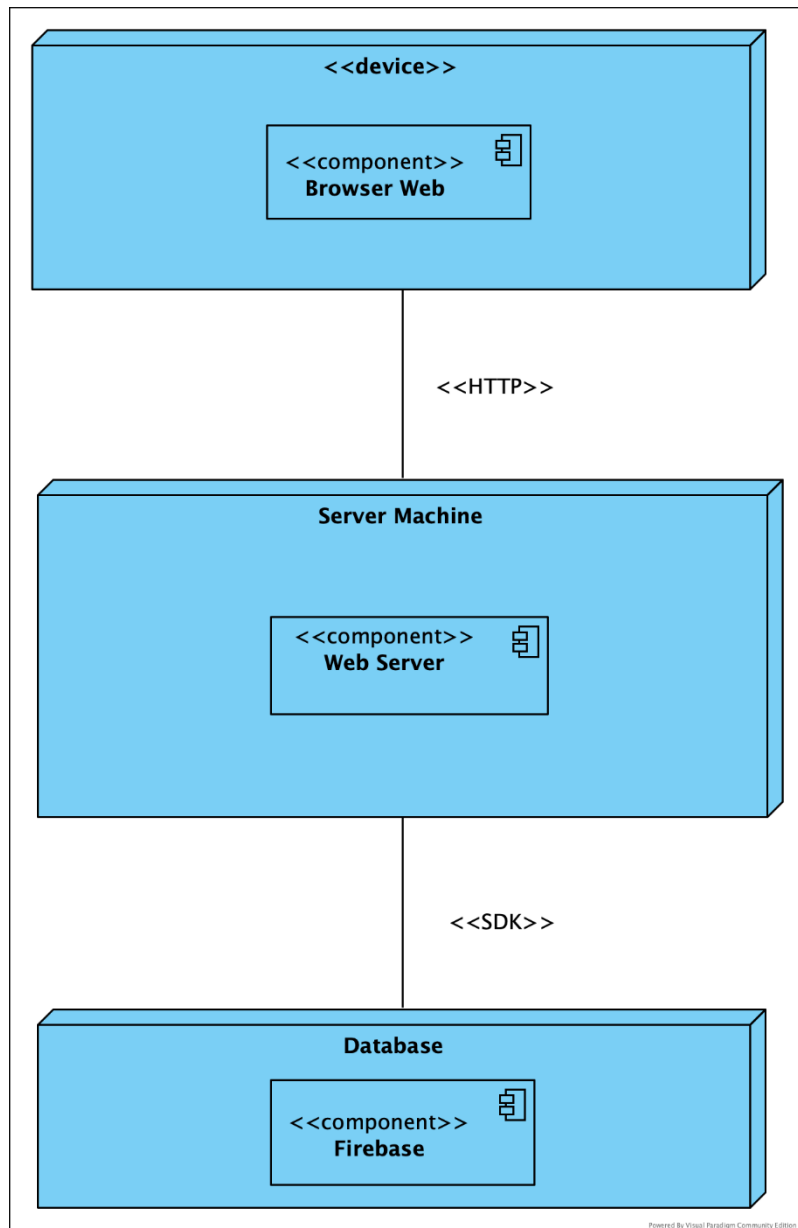 <<device>>
<<component>>
Browser Web
<<HTTP>>
Server Machine
<<component>>
Web Server
<<SDK>>
Database
<<component>>
Firebase
Powered By Visual Paradigm Community Edition